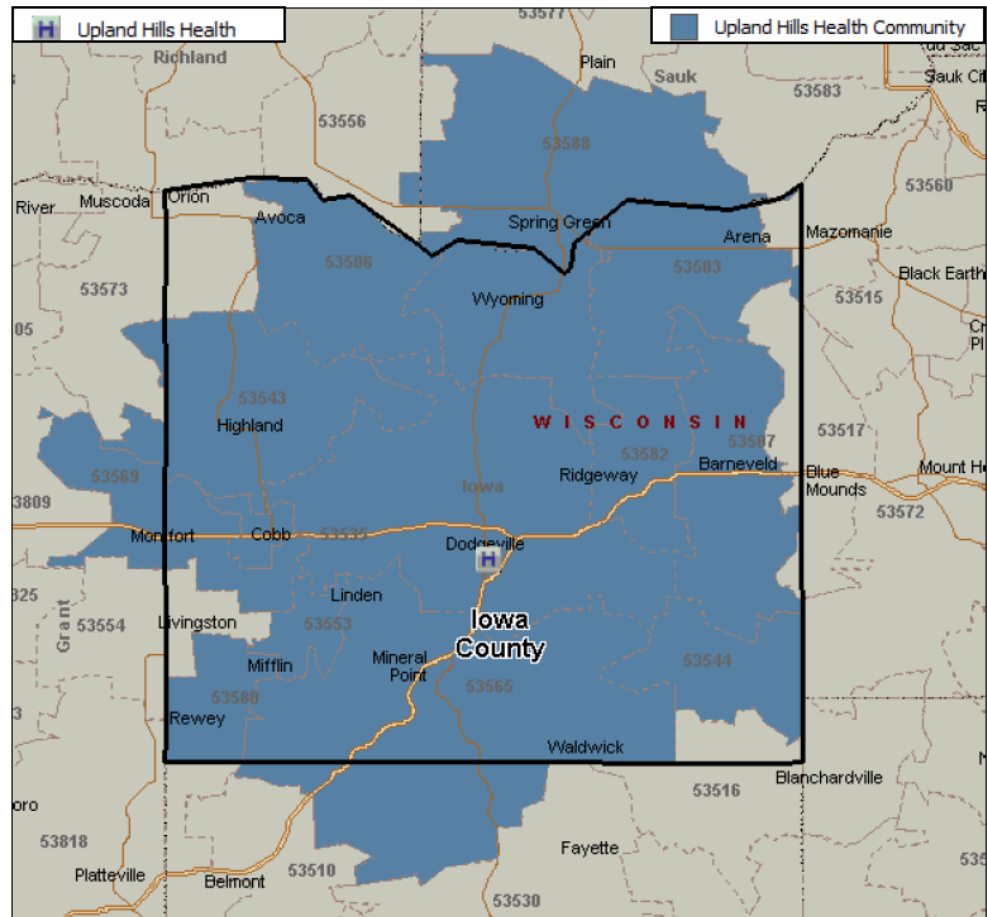 53577
H Upland Hills Health
Upland Hills Health Community
Richland
Plain
Sauk
Sauk Cit
53583
53556
53588
53560
River
Muscoda
Orion
Avoca
Spring Green
Arena
Mazomanie
53506
53503
53573
Black Earth
53515
Wyoming
05
53543
Highland
WISCONSIN
53517
53507
53569
53582
Barneveld
Ridgeway
Blue
Mounds
Mount H
3809
Iowa
53572
Montfort
Cobb
53535
Dodgeville
H
325
Linden
Grant
53554
Livingston
53553
Iowa
County
Mifflin
Mineral
Point
53544
53565
53580
3
Rewey
Waldwick
Blanchardville
53516
oro
53818
Fayette
53510
Platteville
Belmont
53530